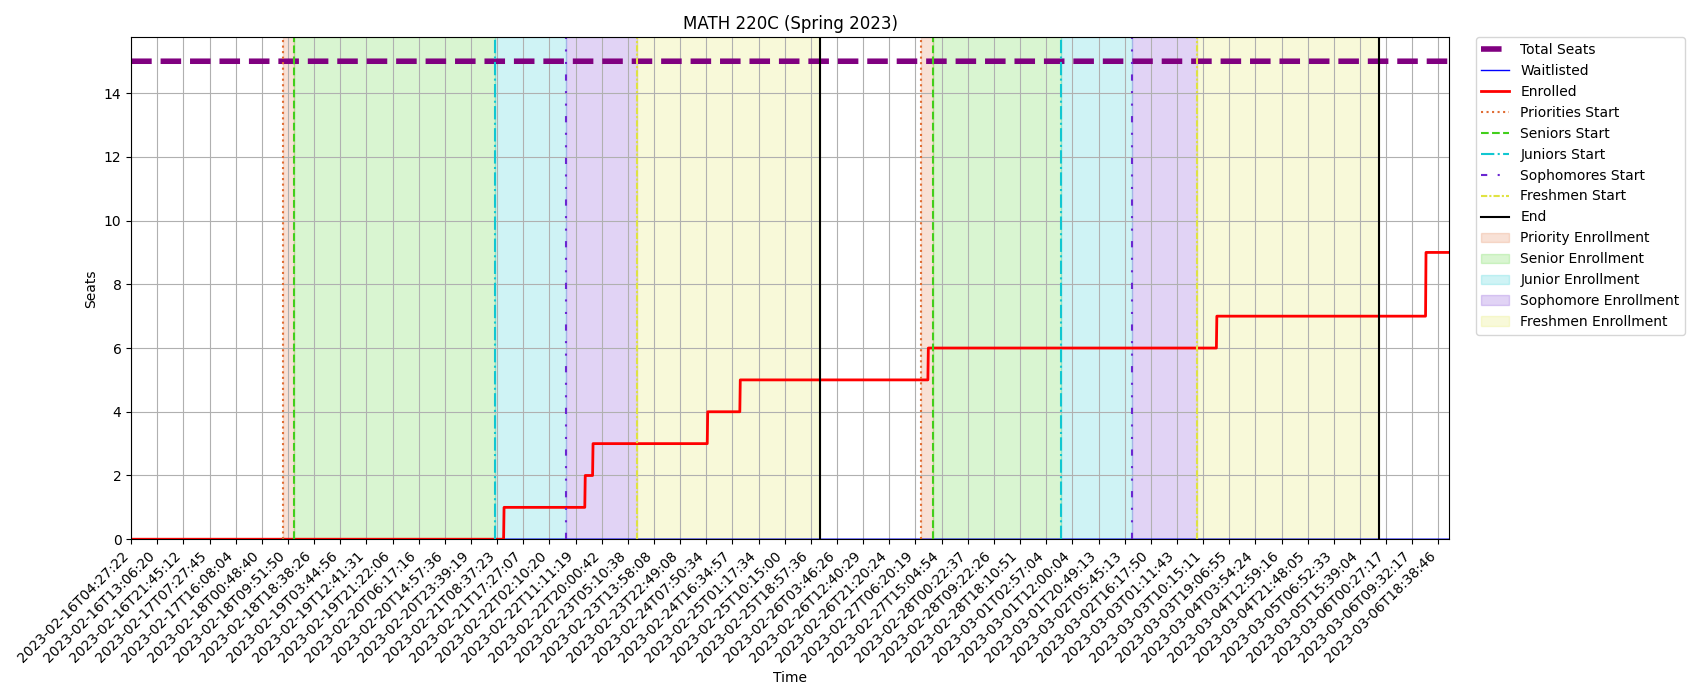 MATH 220C (Spring 2023)
Seats
14
12
10
8
6
4
2
0
2023-02-16T04:27:22
2023-02-16T13:06:20
2023-02-16T21:45:12
2023-02-17T07:27:45
2023-02-17T16:08:04
2023-02-18T00:48:40
2023-02-18T09:51:50
2023-02-18T18:38:26
2023-02-19T03:44:56
2023-02-19T12:41:31
2023-02-19T21:22:06
2023-02-20T06:17:16
2023-02-20T14:57:36
2023-02-20T23:39:19
2023-02-21T08:37:23
2023-02-21T17:27:07
2023-02-22T02:10:20
2023-02-22T11:11:19
2023-02-22T20:00:42
2023-02-23T05:10:38
2023-02-23T13:58:08
2023-02-23T22:49:08
2023-02-24T07:50:34
2023-02-24T16:34:57
2023-02-25T01:17:34
2023-02-25T10:15:00
2023-02-25T18:57:36
2023-02-26T03:46:26
2023-02-26T12:40:29
2023-02-26T21:20:24
2023-02-27T06:20:19
2023-02-27T15:04:54
2023-02-28T00:22:37
2023-02-28T09:22:26
2023-02-28T18:10:51
2023-03-01T02:57:04
2023-03-01T12:00:04
2023-03-01T20:49:13
2023-03-02T05:45:13
2023-03-02T16:17:50
2023-03-03T01:11:43
2023-03-03T10:15:11
2023-03-03T19:06:55
2023-03-04T03:54:24
2023-03-04T12:59:16
2023-03-04T21:48:05
2023-03-05T06:52:33
2023-03-05T15:39:04
2023-03-06T00:27:17
2023-03-06T09:32:17
2023-03-06T18:38:46
Time
Total Seats
Waitlisted
Enrolled
Priorities Start
Seniors Start
Juniors Start
Sophomores Start
Freshmen Start
End
Priority Enrollment
Senior Enrollment
Junior Enrollment
Sophomore Enrollment
Freshmen Enrollment